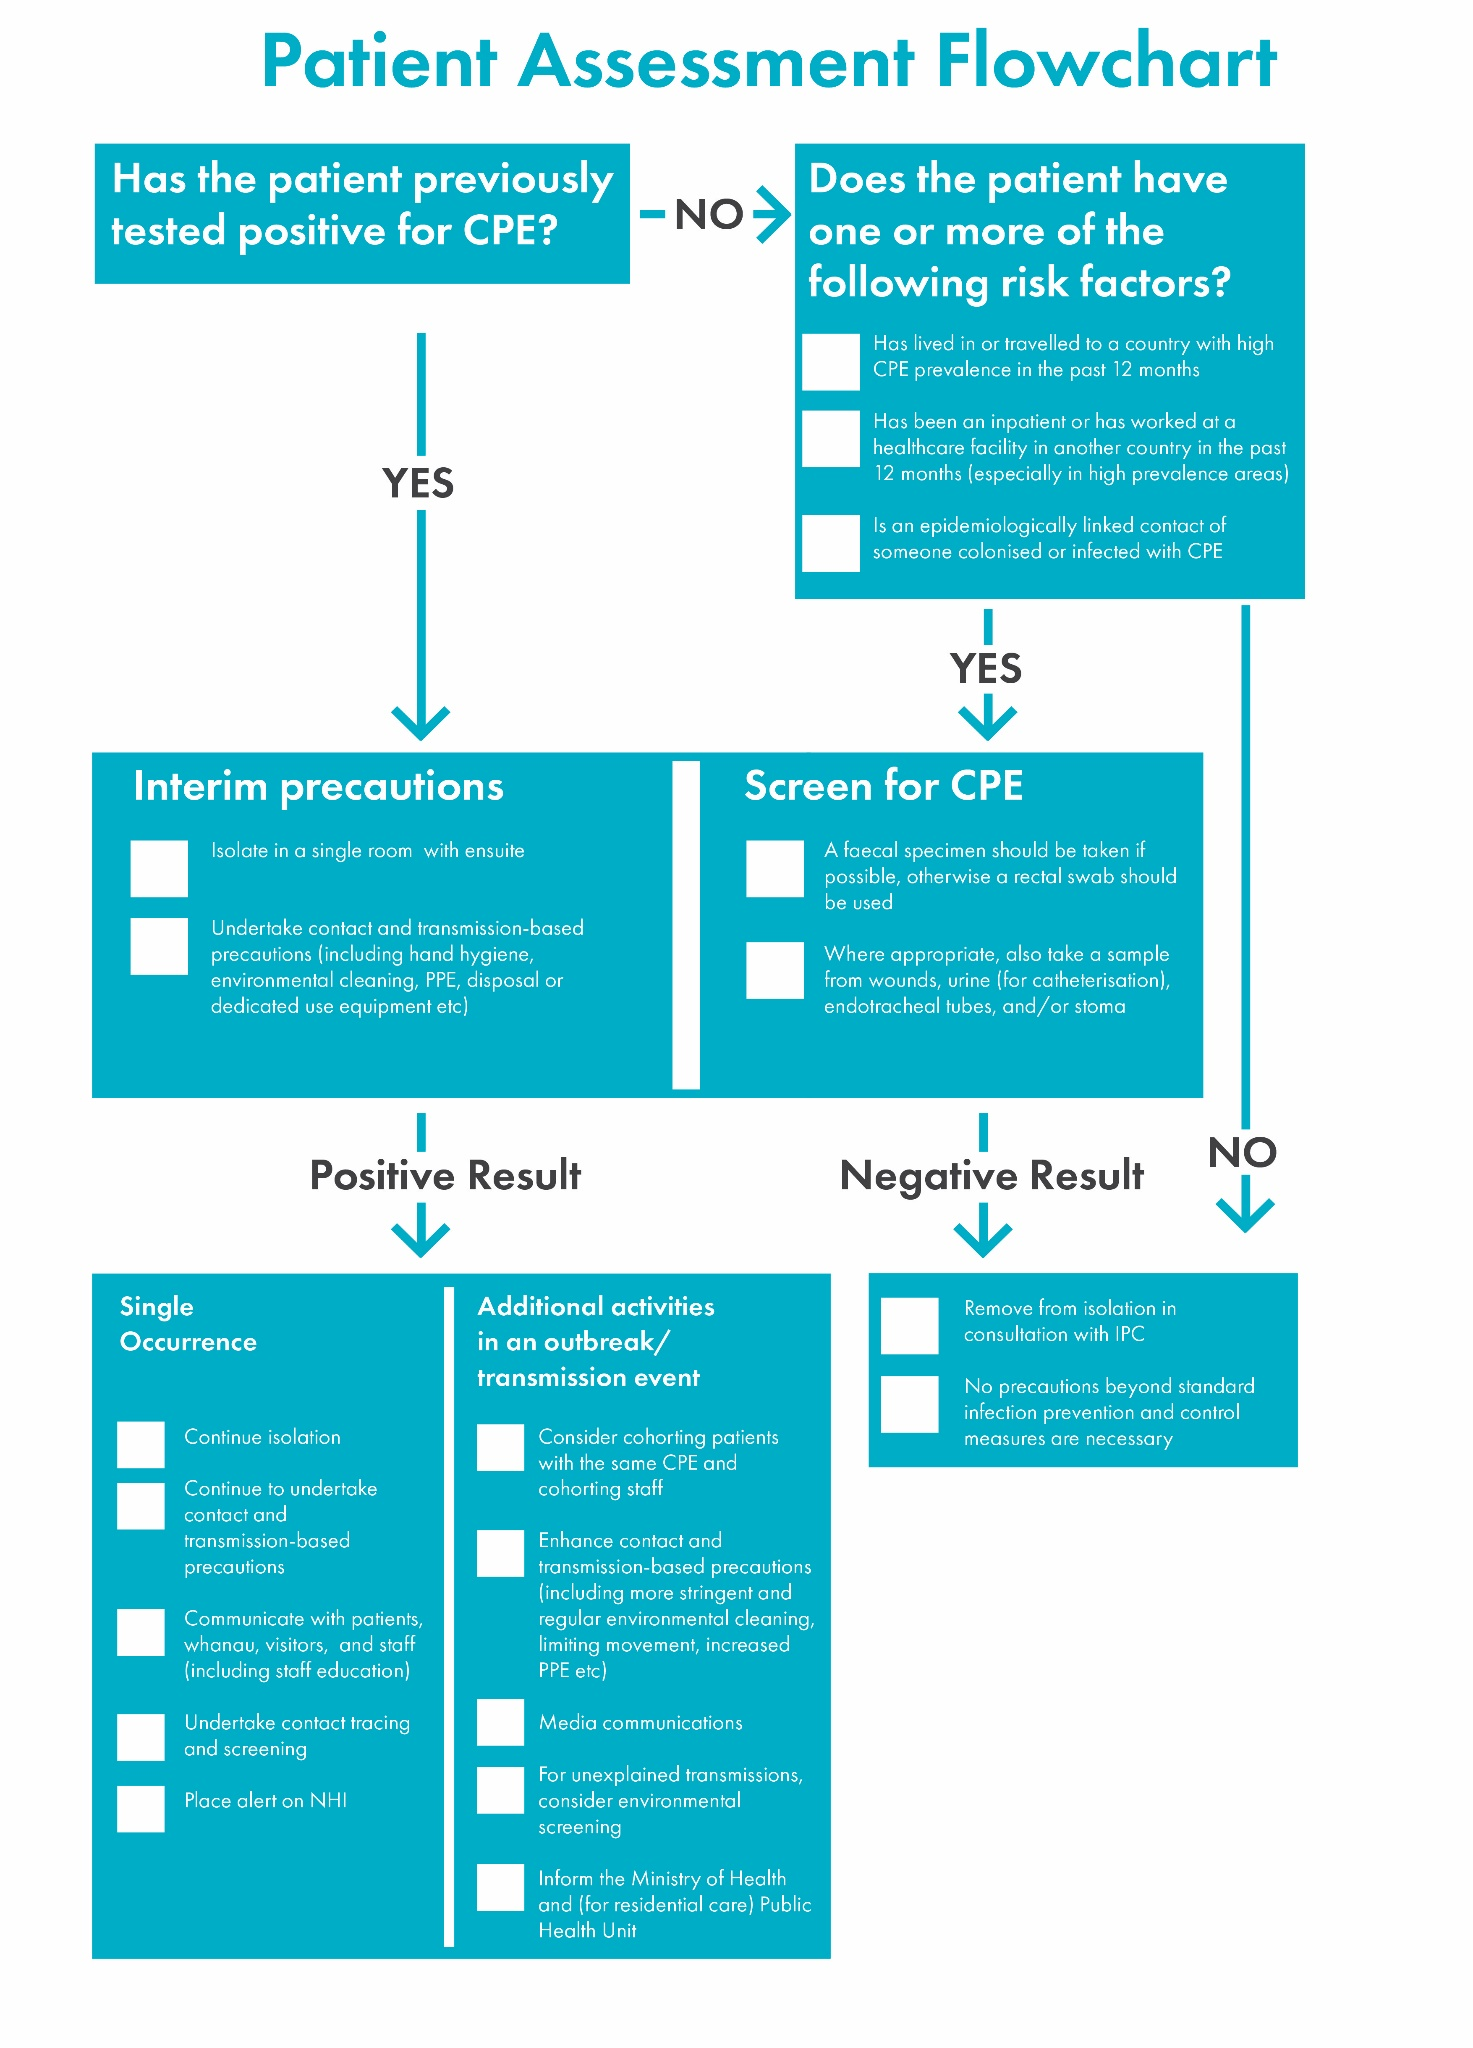 Patient Assessment Flowchart
Has the patient previously
tested positive for CPE?
NO
Does the patient have
one or more of the
following risk factors?
Has lived in or travelled to a country with high
CPE prevalence in the past 12 months
Has been an inpatient or has worked at a
healthcare facility in another country in the past
12 months (especially in high prevalence areas)
Is an epidemiologically linked contact of
someone colonised or infected with CPE
YES
YES
Interim precautions
Isolate in a single room with ensuite
Undertake contact and transmission-based
precautions (including hand hygiene,
environmental cleaning, PPE, disposal or
dedicated use equipment etc)
Screen for CPE
A faecal specimen should be taken if
possible, otherwise a rectal swab should
be used
Where appropriate, also take a sample
from wounds, urine (for catheterisation),
endotracheal tubes, and/or stoma
Positive Result
Negative Result
NO
Single
Occurrence
Continue isolation
Continue to undertake
contact and
transmission-based
precautions
Communicate with patients,
whanau, visitors, and staff
(including staff education)
Undertake contact tracing
and screening
Place alert on NHI
Additional activities
in an outbreak/
transmission event
Consider cohorting patients
with the same CPE and
cohorting staff
Enhance contact and
transmission-based precautions
(including more stringent and
regular environmental cleaning,
limiting movement, increased
PPE etc)
Media communications
For unexplained transmissions,
consider environmental
screening
Inform the Ministry of Health
and (for residential care) Public
Health Unit
Remove from isolation in
consultation with IPC
No precautions beyond standard
infection prevention and control
measures are necessary